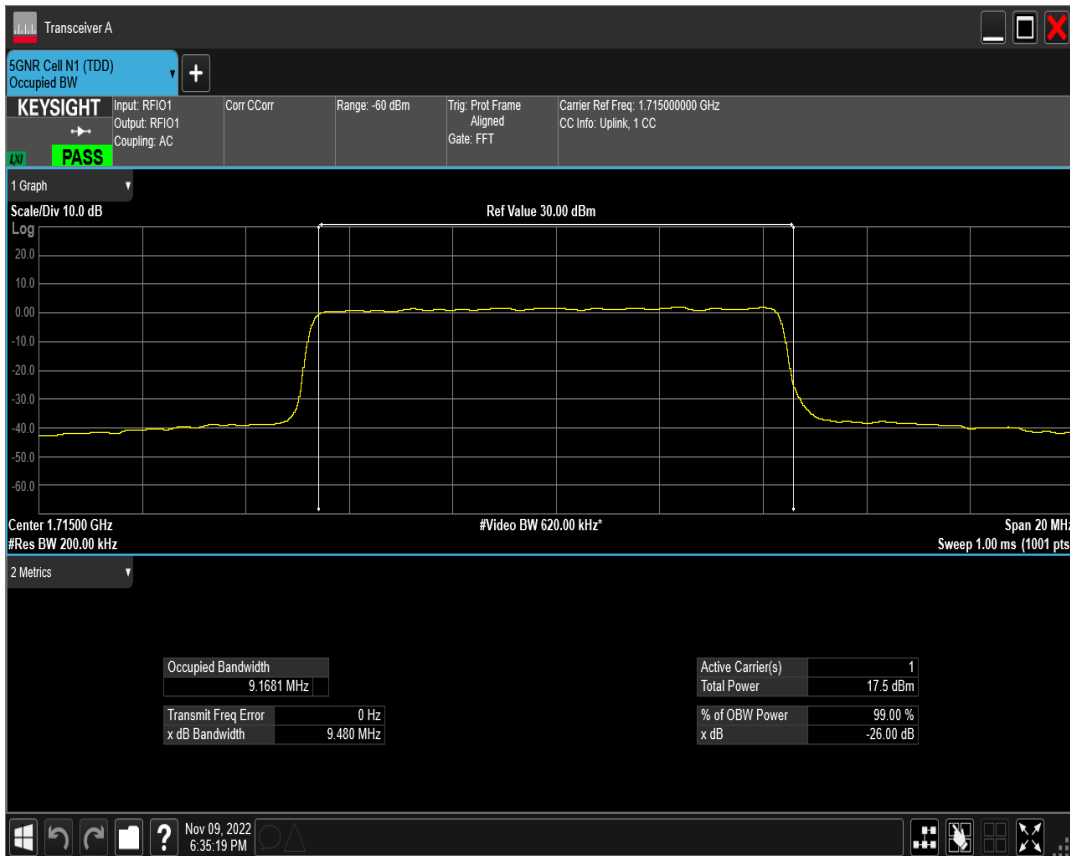 Transceiver A
5GNR Cell N1 (TDD)
Occupied BW
+
KEYSIGHT
LXI
PASS
Input: RFIO1
Output: RFIO1
Coupling: AC
Corr CCorr
Range: -60 dBm
Trig: Prot Frame
Aligned
Gate: FFT
Carrier Ref Freq: 1.715000000 GHz
CC Info: Uplink, 1 CC
1 Graph
Scale/Div 10.0 dB
Ref Value 30.00 dBm
Log
20.0
10.0
0.00
-10.0
-20.0
-30.0
-40.0
-50.0
-60.0
Center 1.71500 GHz
#Video BW 620.00 kHz*
Span 20 MHz
#Res BW 200.00 kHz
Sweep 1.00 ms (1001 pts
2 Metrics
Occupied Bandwidth
9.1681 MHz
Transmit Freq Error 0 Hz
x dB Bandwidth 9.480 MHz
Active Carrier(s) 1
Total Power 17.5 dBm
% of OBW Power 99.00 %
x dB -26.00 dB
?
Nov 09, 2022
6:35:19 PM